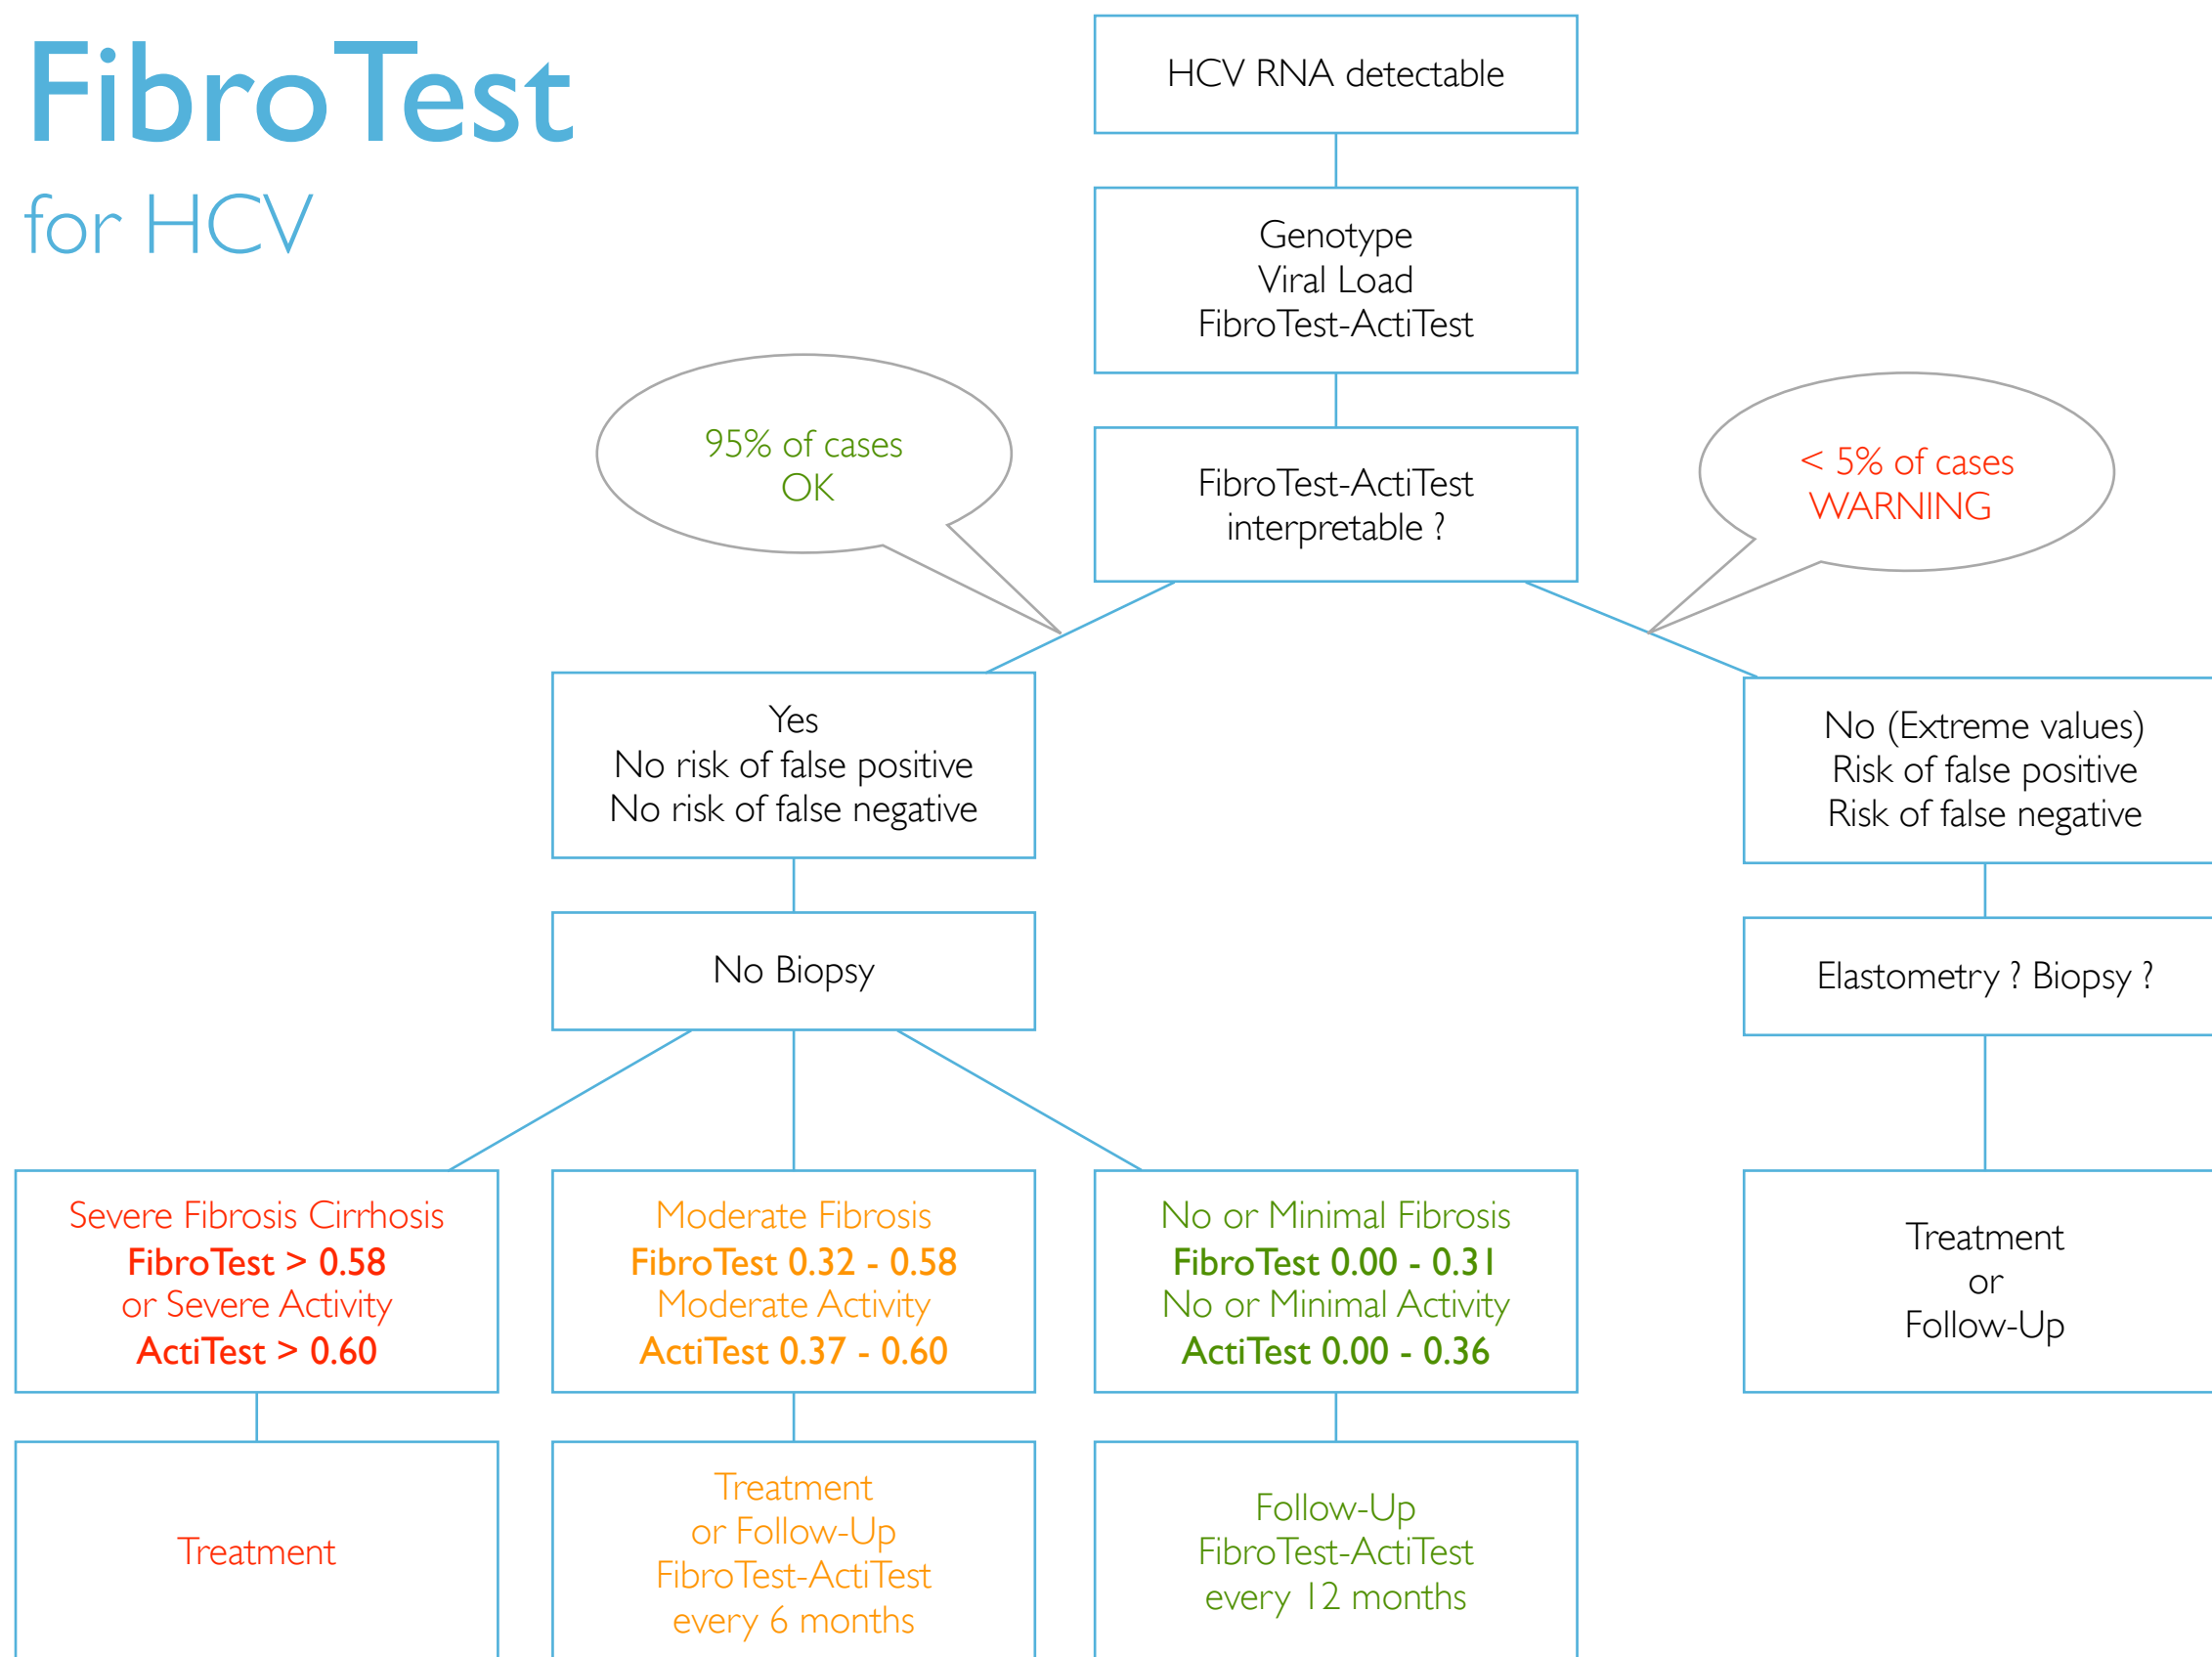 FibroTest
for HCV
HCV RNA detectable
Genotype
Viral Load
FibroTest-ActiTest
95% of cases
OK
FibroTest-ActiTest
interpretable ?
< 5% of cases
WARNING
Yes
No risk of false positive
No risk of false negative
No (Extreme values)
Risk of false positive
Risk of false negative
No Biopsy
Elastometry ? Biopsy ?
Severe Fibrosis Cirrhosis
FibroTest > 0.58
or Severe Activity
ActiTest > 0.60
Moderate Fibrosis
FibroTest 0.32 - 0.58
Moderate Activity
ActiTest 0.37 - 0.60
No or Minimal Fibrosis
FibroTest 0.00 - 0.31
No or Minimal Activity
ActiTest 0.00 - 0.36
Treatment
or
Follow-Up
Treatment
Treatment
or Follow-Up
FibroTest-ActiTest
every 6 months
Follow-Up
FibroTest-ActiTest
every 12 months